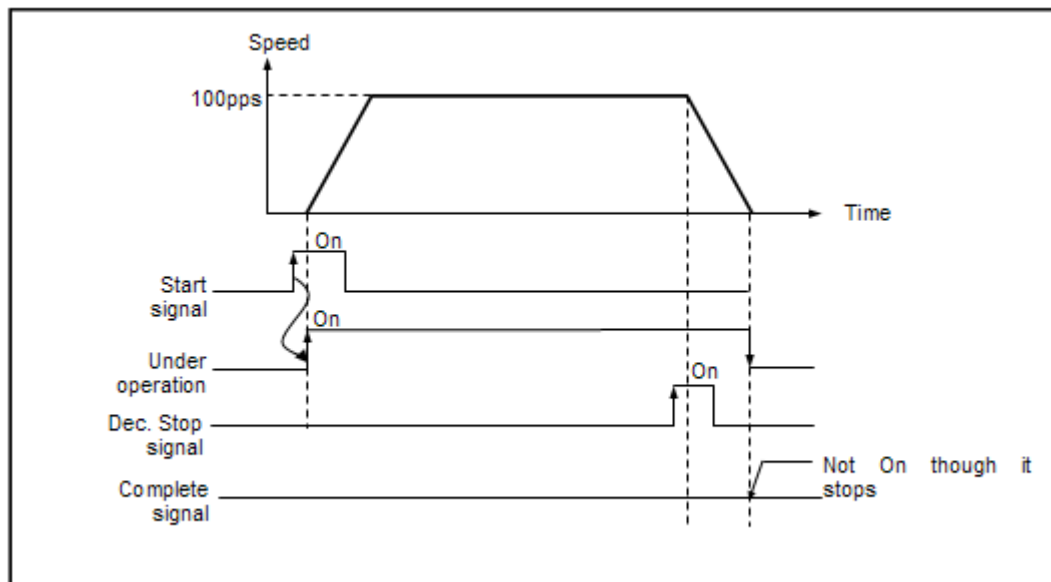 Speed
100pps
Time
On
Start
signal
On
Under
operation
On
Dec. Stop
signal
Not On though it
stops
Complete
signal